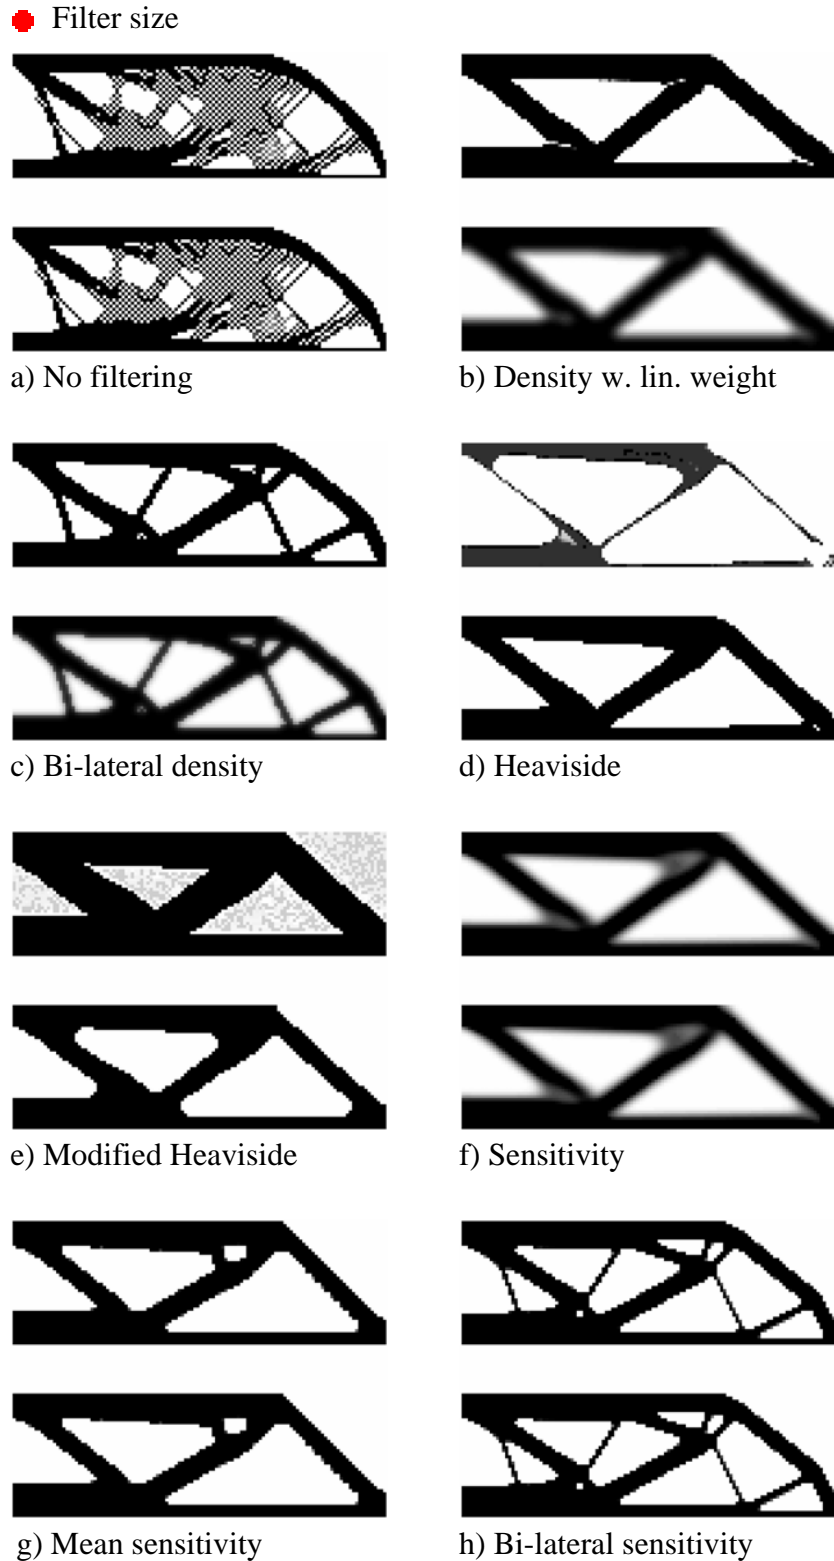 Filter size
a) No filtering
b) Density w. lin. weight
c) Bi-lateral density
d) Heaviside
e) Modified Heaviside
f) Sensitivity
g) Mean sensitivity
h) Bi-lateral sensitivity